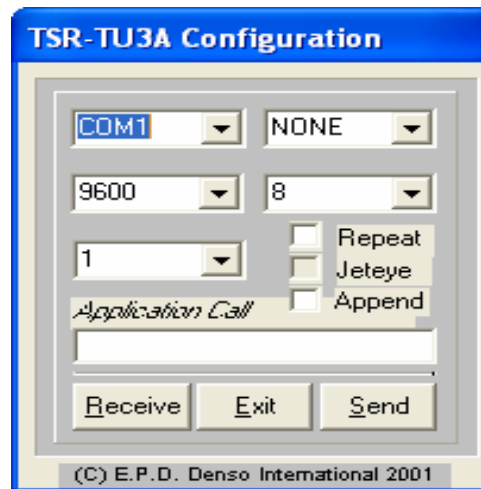 TSR-TU3A Configuration
COM1 NONE
9600 8
1
Repeat
Jeteye
Append
Application Call
Receive Exit Send
(C) E.P.D. Denso International 2001